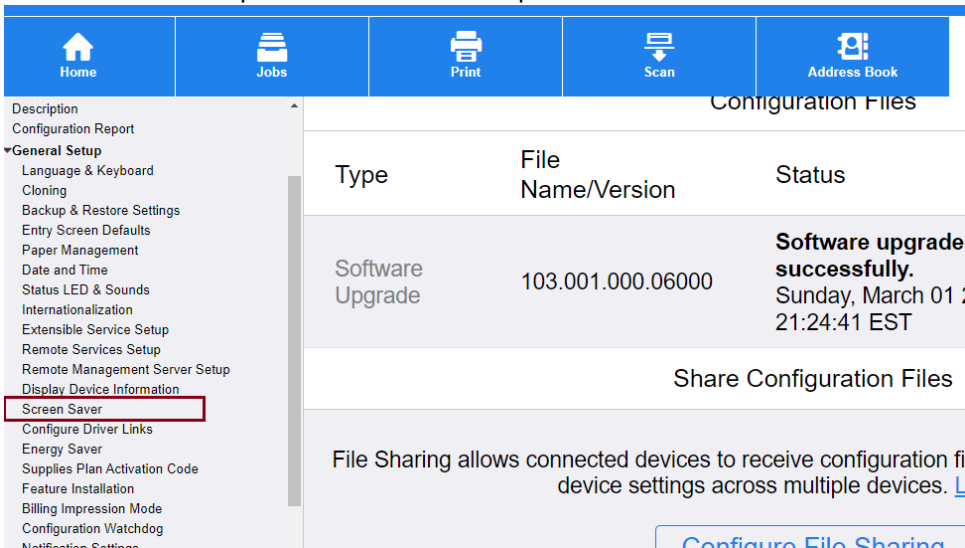 Home
Jobs
Print
Scan
Address Book
Description
Configuration Report
General Setup
Language & Keyboard
Cloning
Backup & Restore Settings
Entry Screen Defaults
Paper Management
Date and Time
Status LED & Sounds
Internationalization
Extensible Service Setup
Remote Services Setup
Remote Management Server Setup
Display Device Information
Screen Saver
Configure Driver Links
Energy Saver
Supplies Plan Activation Code
Feature Installation
Billing Impression Mode
Configuration Watchdog
Notification Settings
Configuration Files
Type
File
Name/Version
Status
Software
Upgrade
103.001.000.06000
Software upgrade
successfully.
Sunday, March 01
21:24:41 EST
Share Configuration Files
File Sharing allows connected devices to receive configuration
device settings across multiple devices.
Configure File Sharing